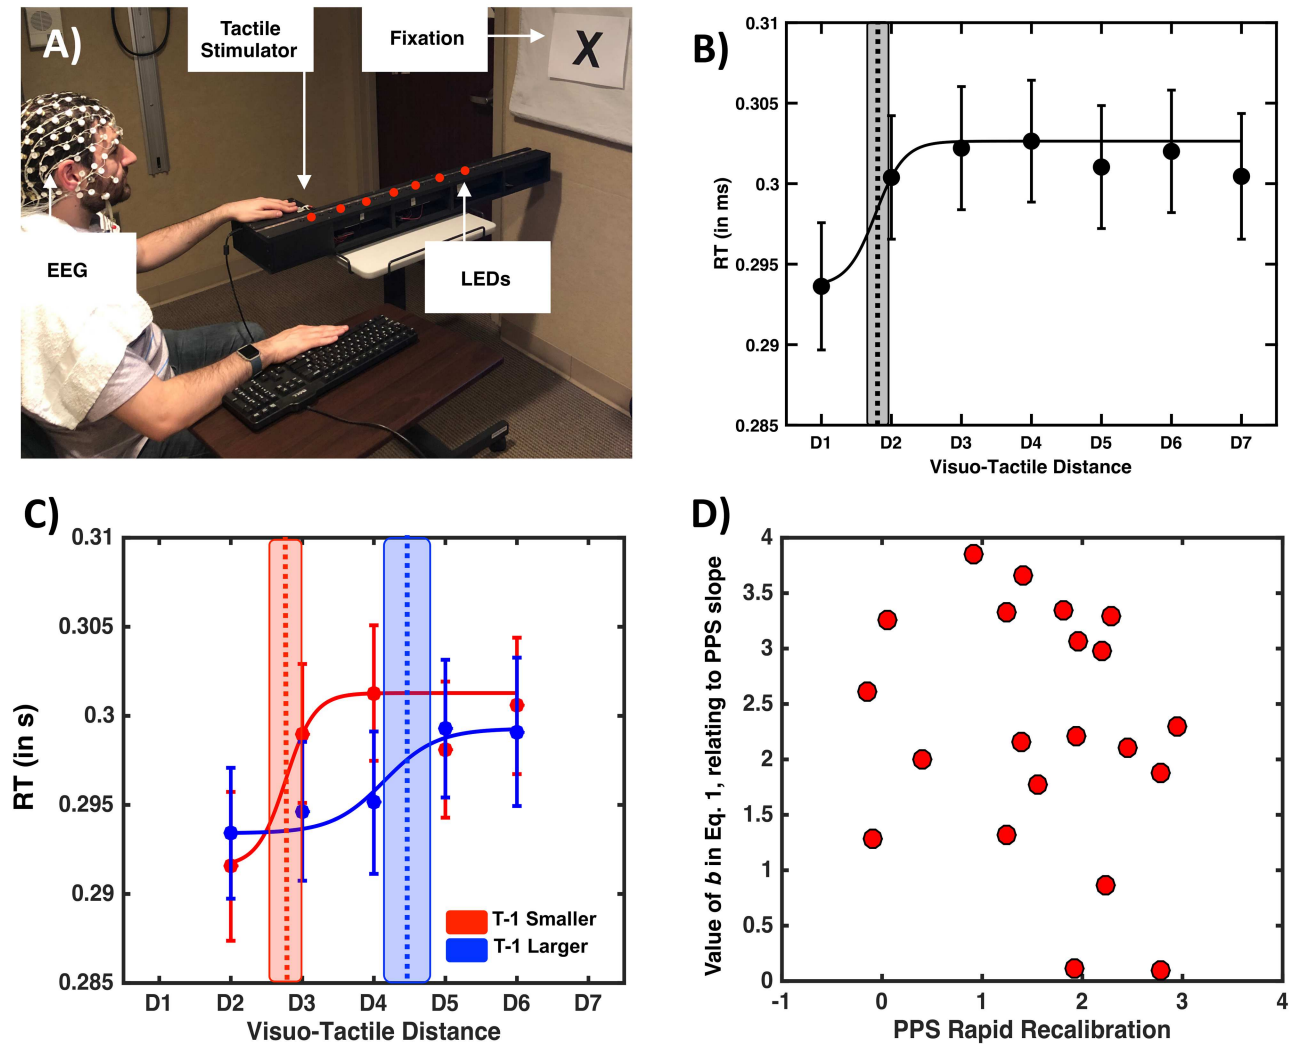 A)
Tactile
Stimulator
Fixation
X
EEG
LEDs
B)
0.31
0.305
0.3
0.295
0.29
0.285
RT (in ms)
D1 D2 D3 D4 D5 D6 D7
Visuo-Tactile Distance
C)
0.31
0.305
0.3
0.295
0.29
0.285
RT (in s)
T-1 Smaller
T-1 Larger
D1 D2 D3 D4 D5 D6 D7
Visuo-Tactile Distance
D)
4
3.5
3
2.5
2
1.5
1
0.5
0
Value of b in Eq. 1, relating to PPS slope
-1 0 1 2 3 4
PPS Rapid Recalibration